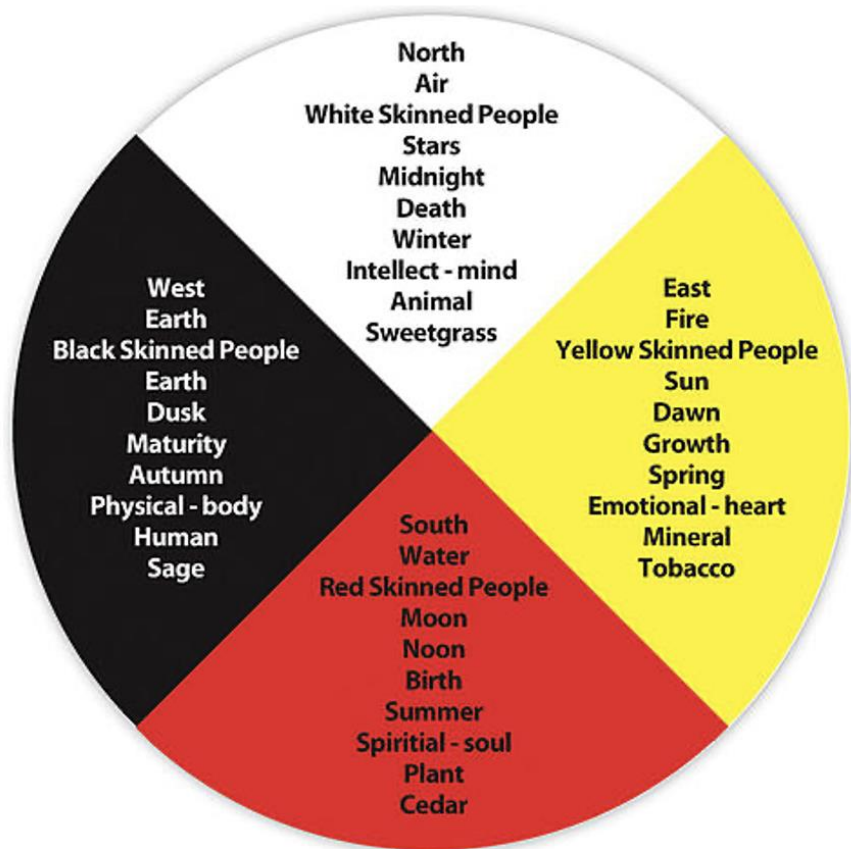 North
Air
White Skinned People
Stars
Midnight
Death
Winter
Intellect - mind
Animal
Sweetgrass
West
Earth
Black Skinned People
Earth
Dusk
Maturity
Autumn
Physical - body
Human
Sage
East
Fire
Yellow Skinned People
Sun
Dawn
Growth
Spring
Emotional - heart
Mineral
Tobacco
South
Water
Red Skinned People
Moon
Noon
Birth
Summer
Spiritial - soul
Plant
Cedar